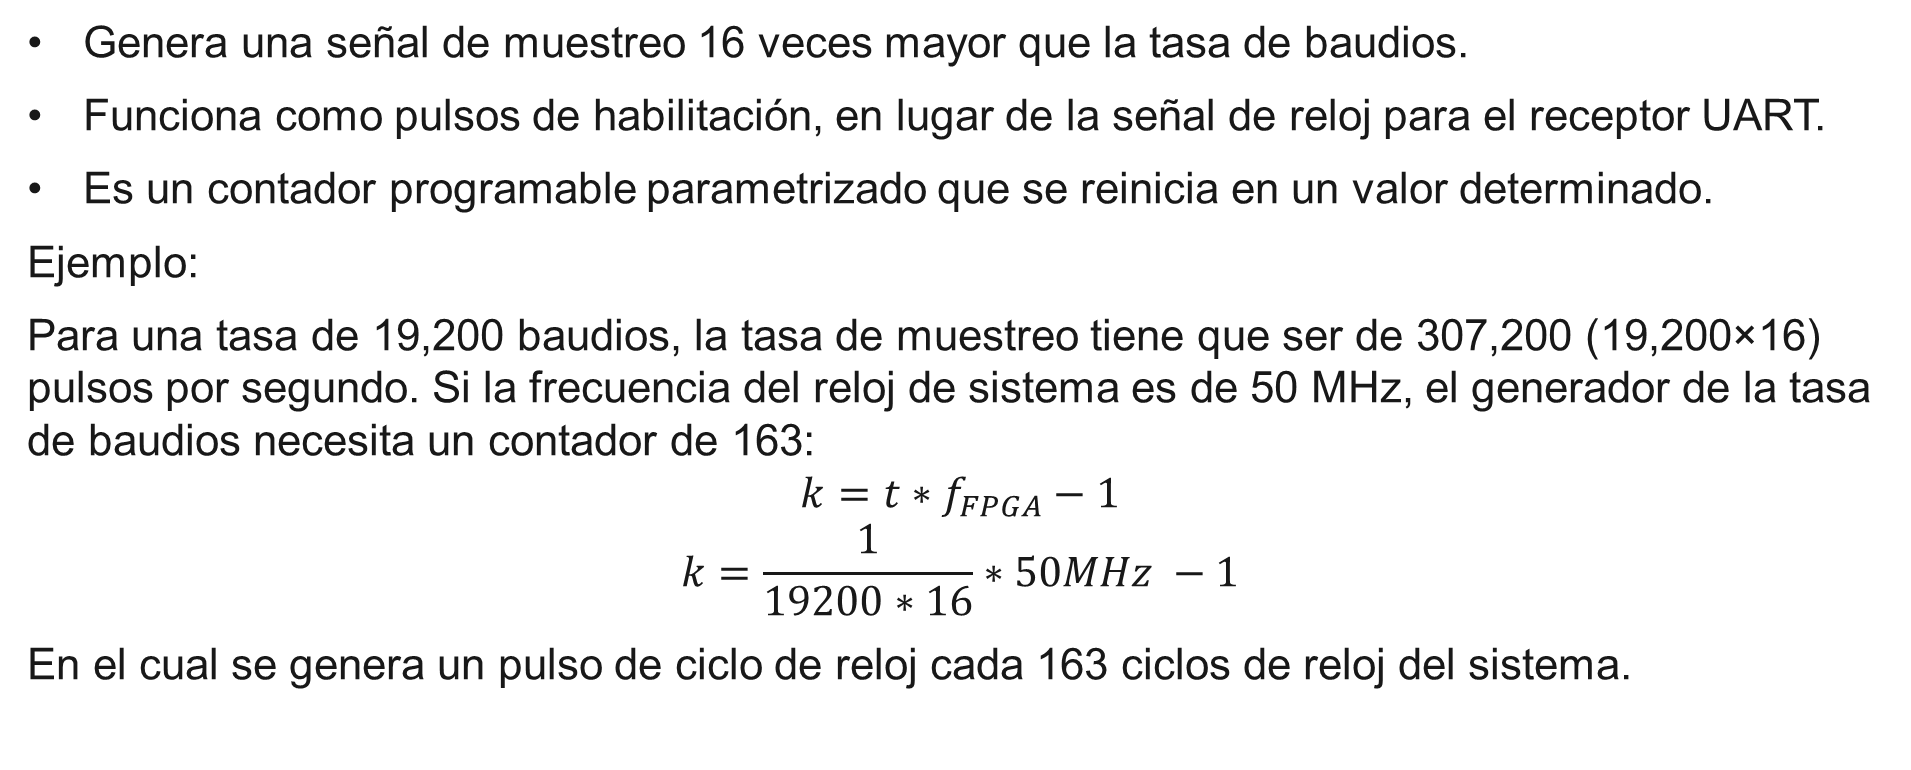 • Genera una señal de muestreo 16 veces mayor que la tasa de baudios.
• Funciona como pulsos de habilitación, en lugar de la señal de reloj para el receptor UART.
• Es un contador programable parametrizado que se reinicia en un valor determinado.
Ejemplo:
Para una tasa de 19,200 baudios, la tasa de muestreo tiene que ser de 307,200 (19,200×16)
pulsos por segundo. Si la frecuencia del reloj de sistema es de 50 MHz, el generador de la tasa
de baudios necesita un contador de 163:
k = t * f_FPGA − 1
k = 1 / (19200 * 16) * 50MHz − 1
En el cual se genera un pulso de ciclo de reloj cada 163 ciclos de reloj del sistema.